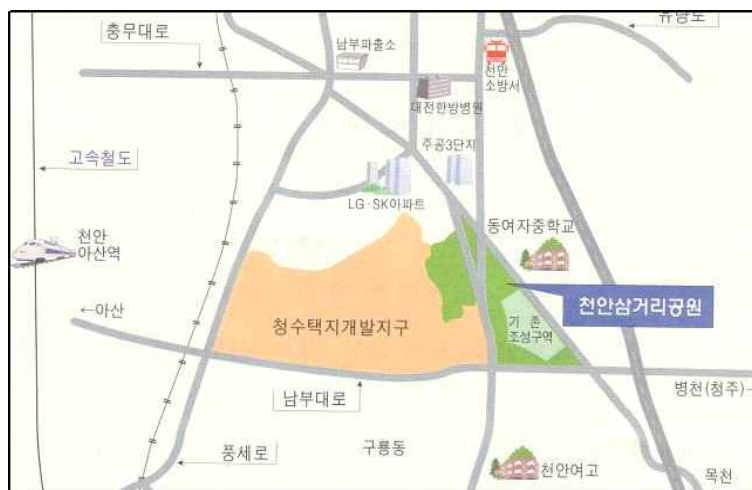 충무대로
남부파출소
천안
소방서
대전한방병원
주공3단지
고속철도
LG·SK아파트
동여자중학교
천안
아산역
천안삼거리공원
←아산
청수택지개발지구
기 존
조성구역
남부대로
병천(청주)→
풍세로
구룡동
천안여고
목천